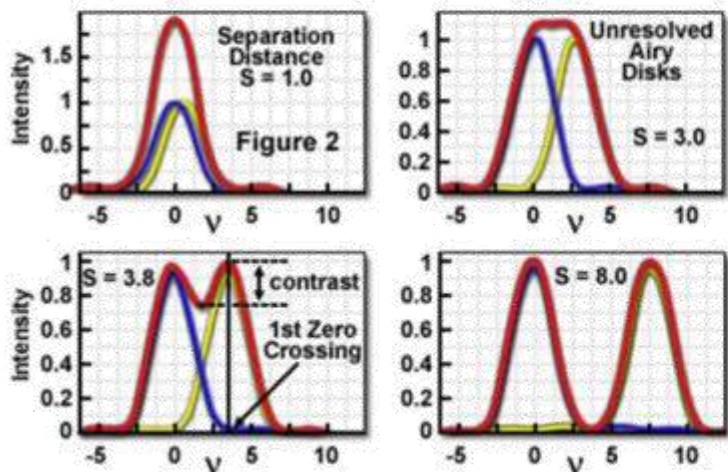 Intensity
1.5
1
0.5
0
-5 0 5 10
ν
Separation
Distance
S = 1.0
Figure 2
1
0.8
0.6
0.4
0.2
0
-5 0 5 10
ν
Unresolved
Airy
Disks
S = 3.0
Intensity
1
0.8
0.6
0.4
0.2
0
-5 0 5 10
ν
S = 3.8
contrast
1st Zero
Crossing
1
0.8
0.6
0.4
0.2
0
-5 0 5 10
ν
S = 8.0